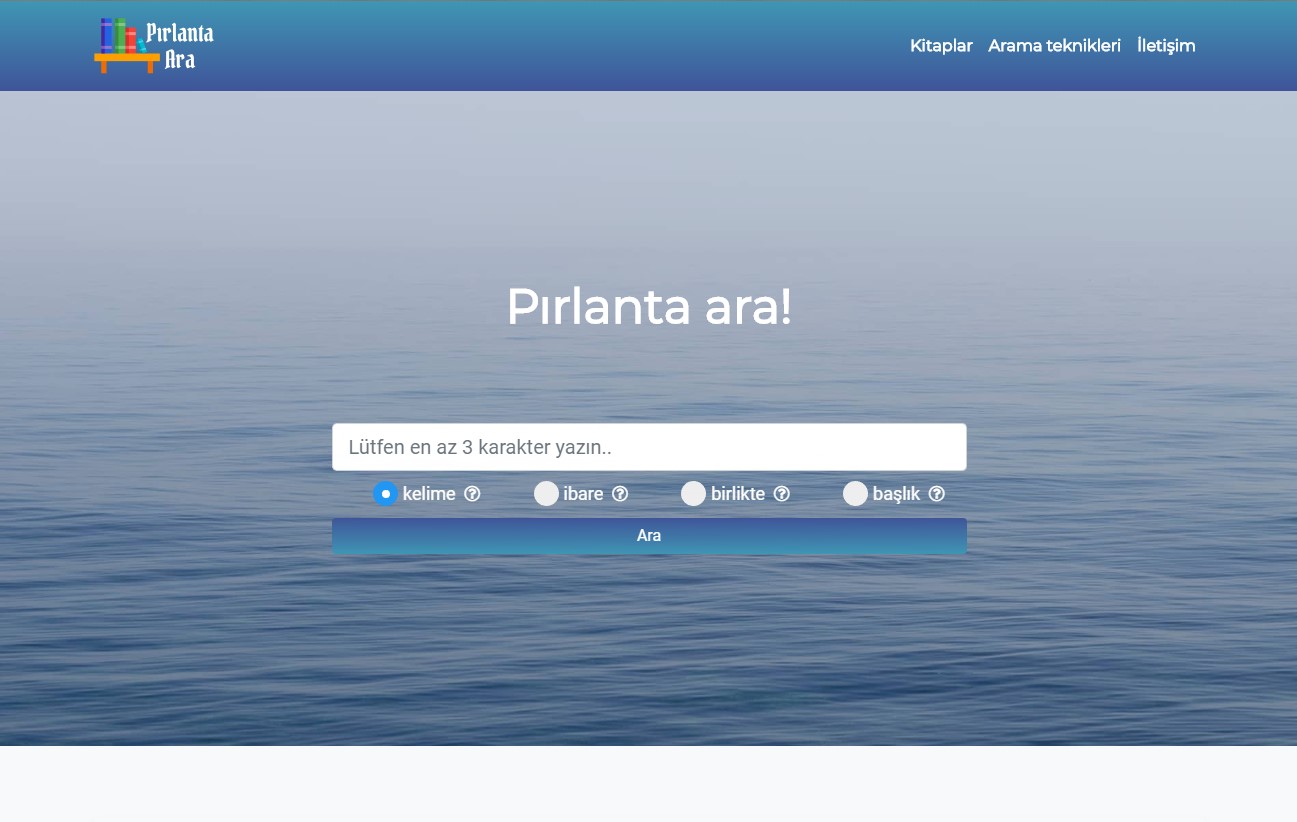 Pırlanta
Ara
Kitaplar Arama teknikleri İletişim
Pırlanta ara!
Lütfen en az 3 karakter yazın..
kelime ? ibare ? birlikte ? başlık ?
Ara